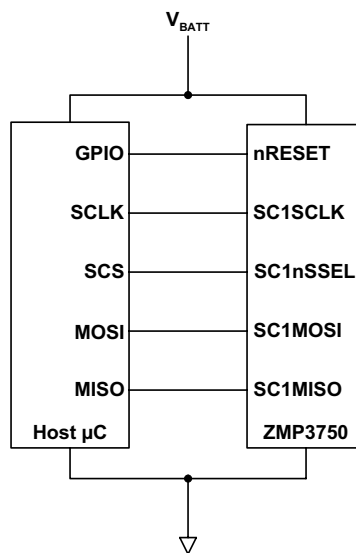 VBATT
GPIO nRESET
SCLK SC1SCLK
SCS SC1nSSEL
MOSI SC1MOSI
MISO SC1MISO
Host µC ZMP3750